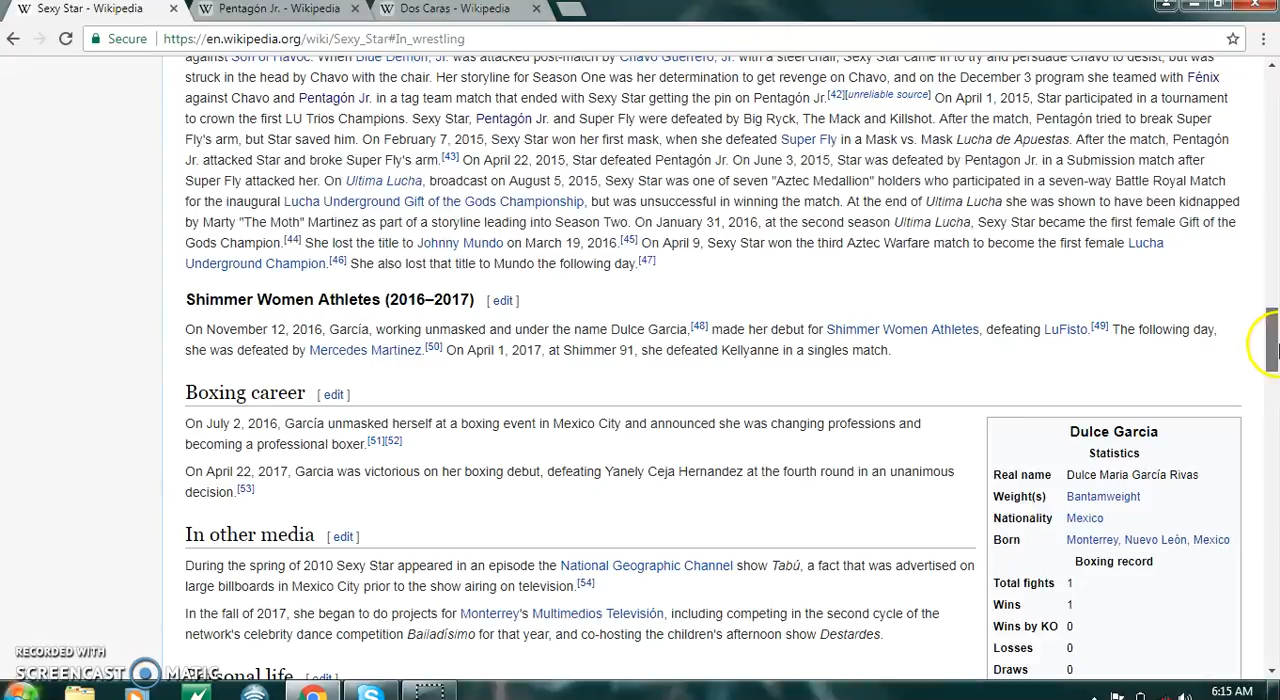 Sexy Star - Wikipedia
Pentagón Jr. - Wikipedia
Dos Caras - Wikipedia
Secure
https://en.wikipedia.org/wiki/Sexy_Star#In_wrestling
against Son of Havoc. When Blue Demon, Jr. was attacked post-match by Chavo Guerrero, Jr. with a steel chair, Sexy Star came in to try and persuade Chavo to desist, but was
struck in the head by Chavo with the chair. Her storyline for Season One was her determination to get revenge on Chavo, and on the December 3 program she teamed with Fénix
against Chavo and Pentagón Jr. in a tag team match that ended with Sexy Star getting the pin on Pentagón Jr.[42][unreliable source] On April 1, 2015, Star participated in a tournament
to crown the first LU Trios Champions. Sexy Star, Pentagón Jr. and Super Fly were defeated by Big Ryck, The Mack and Killshot. After the match, Pentagón tried to break Super
Fly's arm, but Star saved him. On February 7, 2015, Sexy Star won her first mask, when she defeated Super Fly in a Mask vs. Mask Lucha de Apuestas. After the match, Pentagón
Jr. attacked Star and broke Super Fly's arm.[43] On April 22, 2015, Star defeated Pentagón Jr. On June 3, 2015, Star was defeated by Pentagon Jr. in a Submission match after
Super Fly attacked her. On Ultima Lucha, broadcast on August 5, 2015, Sexy Star was one of seven "Aztec Medallion" holders who participated in a seven-way Battle Royal Match
for the inaugural Lucha Underground Gift of the Gods Championship, but was unsuccessful in winning the match. At the end of Ultima Lucha she was shown to have been kidnapped
by Marty "The Moth" Martinez as part of a storyline leading into Season Two. On January 31, 2016, at the second season Ultima Lucha, Sexy Star became the first female Gift of the
Gods Champion.[44] She lost the title to Johnny Mundo on March 19, 2016.[45] On April 9, Sexy Star won the third Aztec Warfare match to become the first female Lucha
Underground Champion.[46] She also lost that title to Mundo the following day.[47]
Shimmer Women Athletes (2016–2017) [ edit ]
On November 12, 2016, García, working unmasked and under the name Dulce Garcia,[48] made her debut for Shimmer Women Athletes, defeating LuFisto.[49] The following day,
she was defeated by Mercedes Martinez.[50] On April 1, 2017, at Shimmer 91, she defeated Kellyanne in a singles match.
Boxing career [ edit ]
On July 2, 2016, García unmasked herself at a boxing event in Mexico City and announced she was changing professions and
becoming a professional boxer.[51][52]
On April 22, 2017, Garcia was victorious on her boxing debut, defeating Yanely Ceja Hernandez at the fourth round in an unanimous
decision.[53]
In other media [ edit ]
During the spring of 2010 Sexy Star appeared in an episode the National Geographic Channel show Tabú, a fact that was advertised on
large billboards in Mexico City prior to the show airing on television.[54]
In the fall of 2017, she began to do projects for Monterrey's Multimedios Televisión, including competing in the second cycle of the
network's celebrity dance competition Bailadísimo for that year, and co-hosting the children's afternoon show Destardes.
Personal life [ edit ]
Dulce Garcia
Statistics
Real name Dulce Maria García Rivas
Weight(s) Bantamweight
Nationality Mexico
Born Monterrey, Nuevo León, Mexico
Boxing record
Total fights 1
Wins 1
Wins by KO 0
Losses 0
Draws 0
RECORDED WITH
SCREENCAST MATIC
6:15 AM